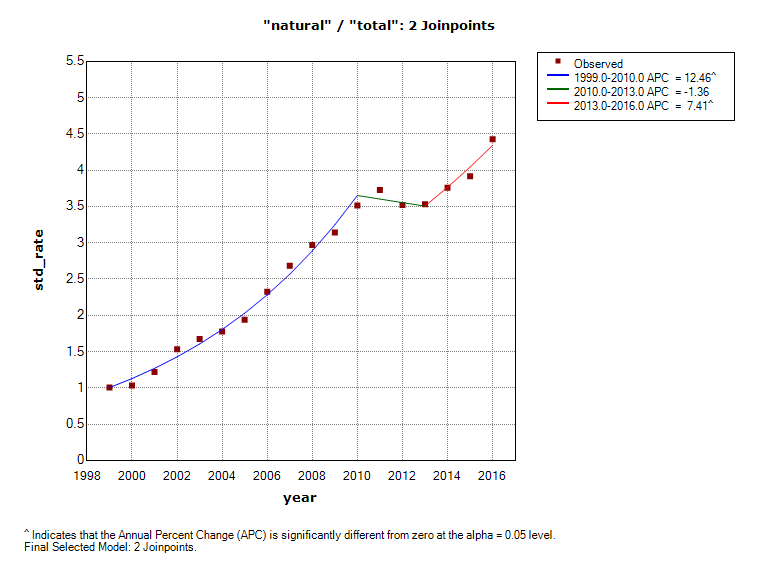 "natural" / "total": 2 Joinpoints
Observed
1999.0-2010.0 APC = 12.46^
2010.0-2013.0 APC = -1.36
2013.0-2016.0 APC = 7.41^
5.5
5
4.5
4
3.5
3
2.5
2
1.5
1
0.5
0
std_rate
1998 2000 2002 2004 2006 2008 2010 2012 2014 2016
year
^ Indicates that the Annual Percent Change (APC) is significantly different from zero at the alpha = 0.05 level.
Final Selected Model: 2 Joinpoints.